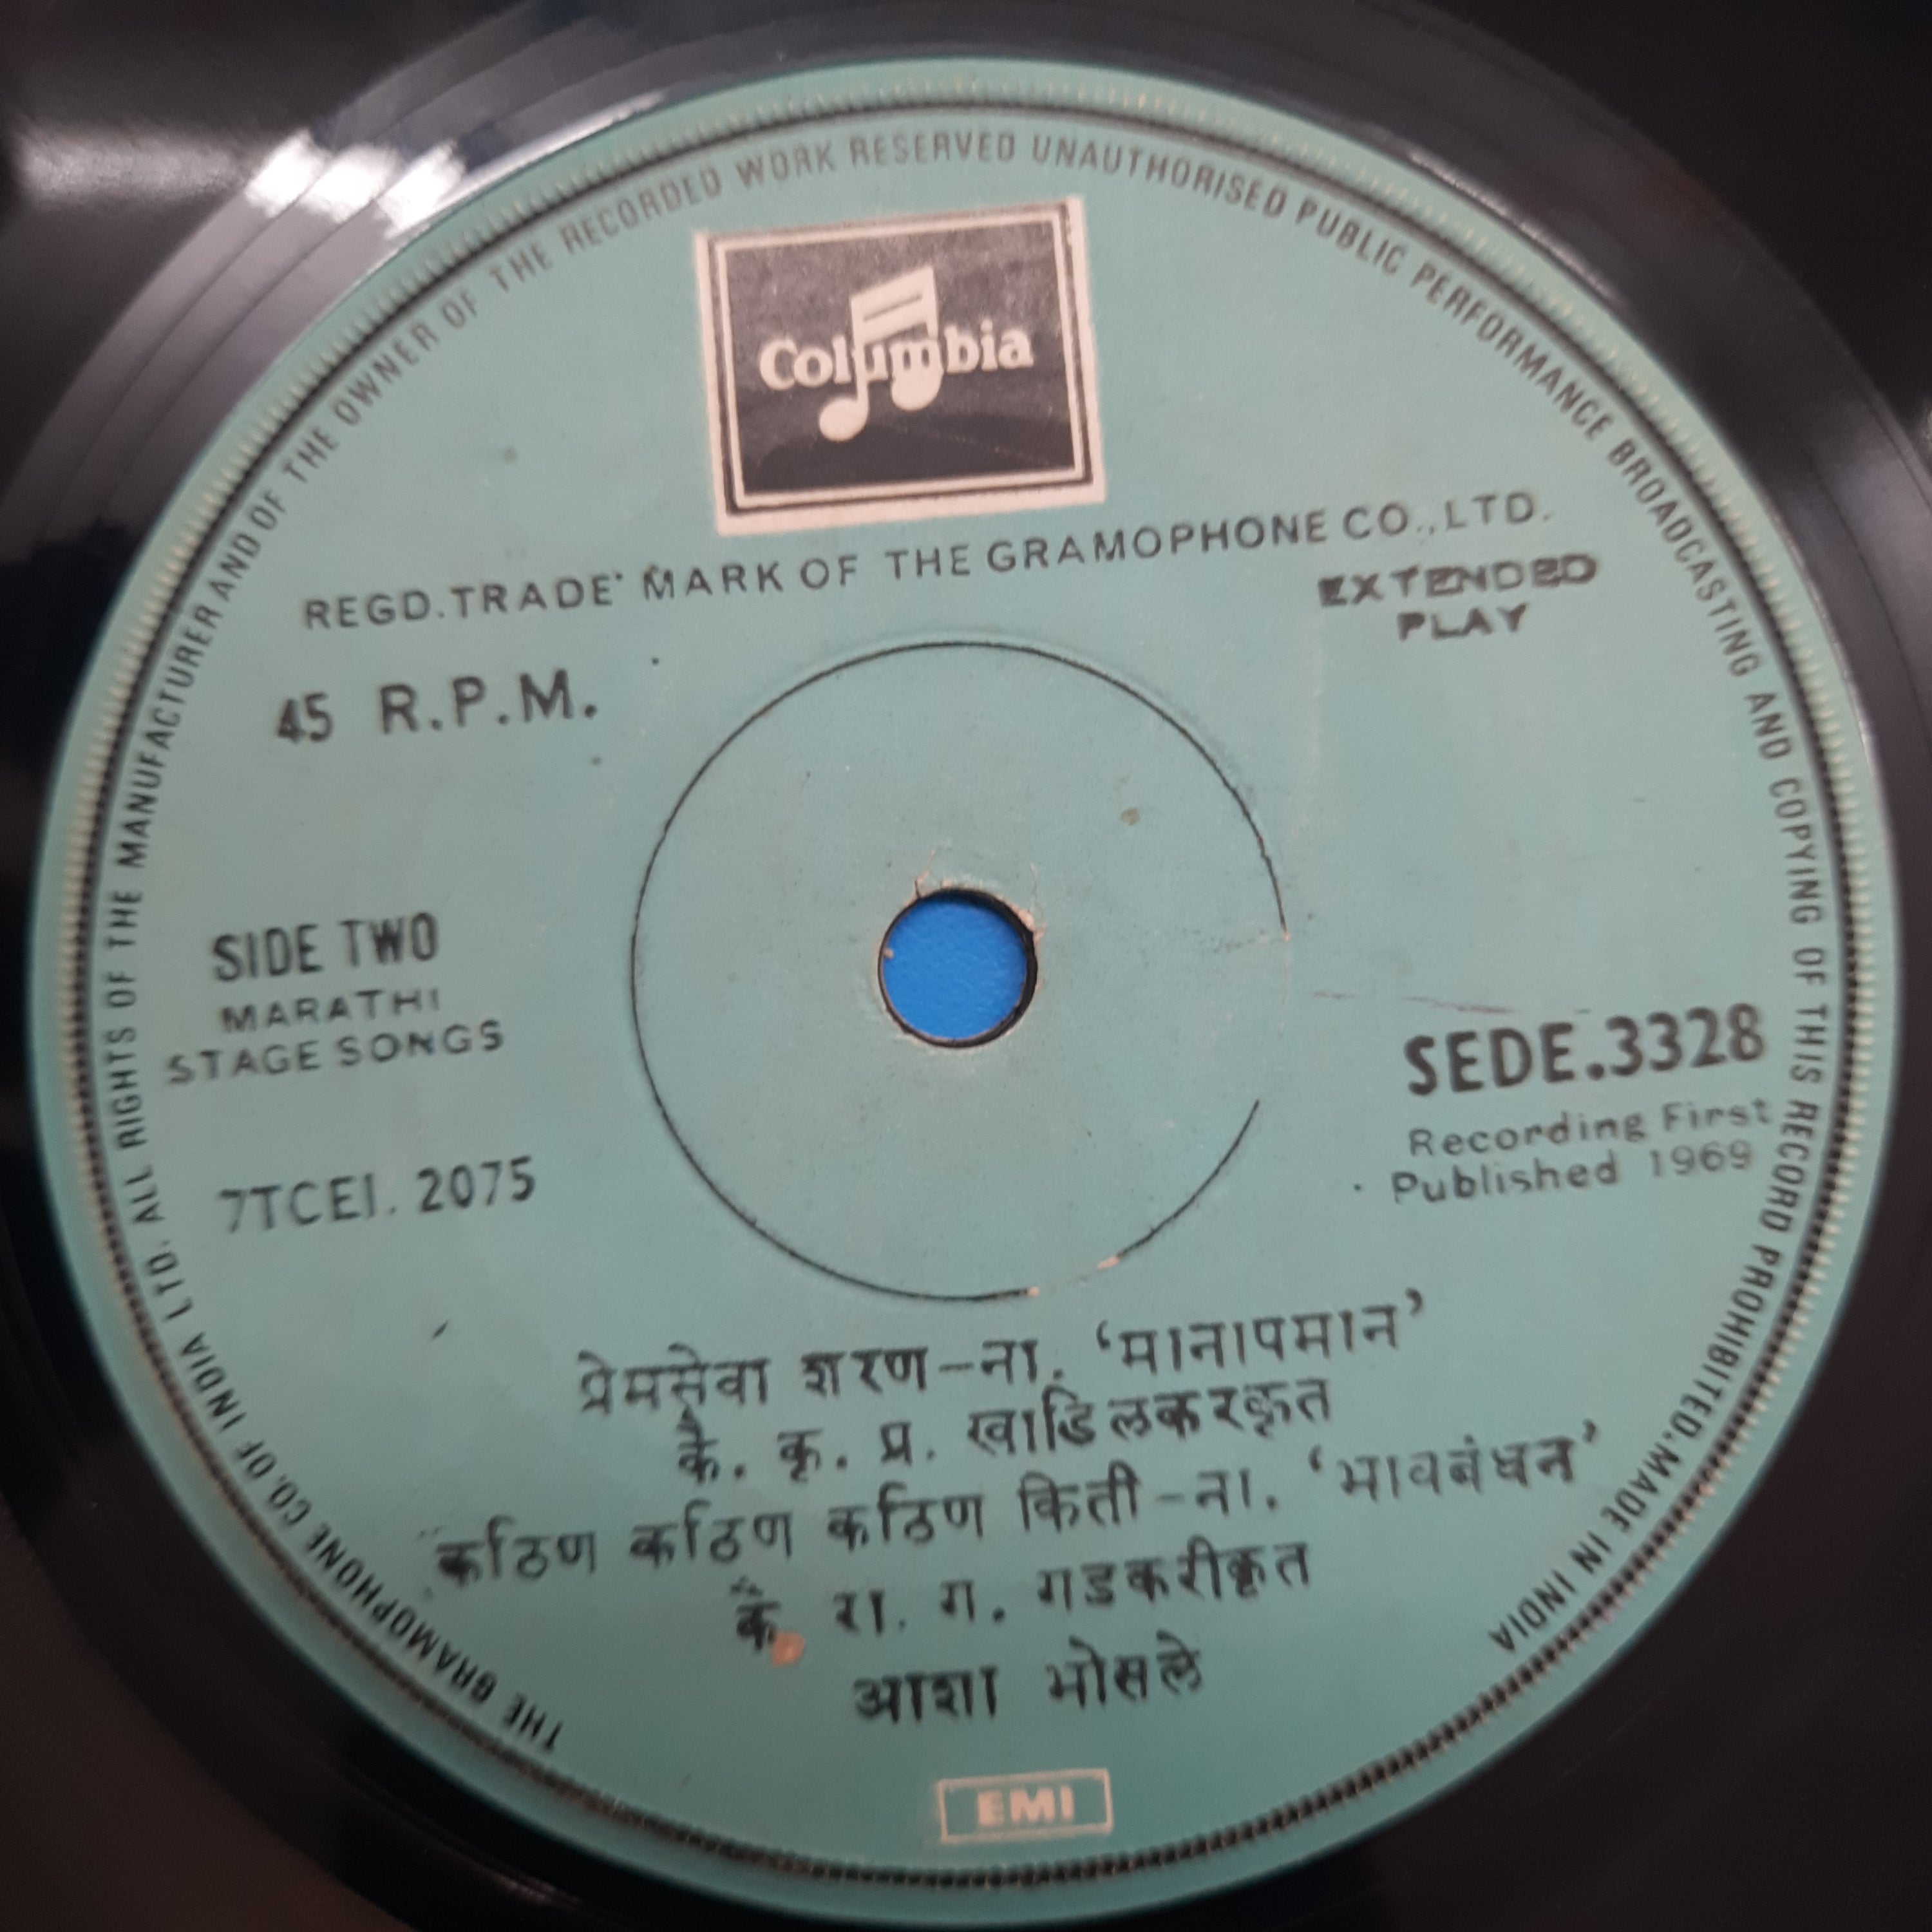 THE GRAMOPHONE CO. OF INDIA LTD. ALL RIGHTS OF THE MANUFACTURER AND OF THE OWNER OF THE RECORDED WORK RESERVED UNAUTHORISED PUBLIC PERFORMANCE BROADCASTING AND COPYING OF THIS RECORD PROHIBITED. MADE IN INDIA
Columbia
REGD. TRADE MARK OF THE GRAMOPHONE CO., LTD.
EXTENDED
PLAY
45 R.P.M.
SIDE TWO
MARATHI
STAGE SONGS
7TCEI. 2075
SEDE.3328
Recording First
Published 1969
प्रेमसेवा शरण-ना. ‘मानापमान’
कै. कृ. प्र. खाडिलकरकृत
कठिण कठिण कठिण किती-ना. ‘भावबंधन’
कै. रा. ग. गडकरीकृत
आशा भोसले
EMI